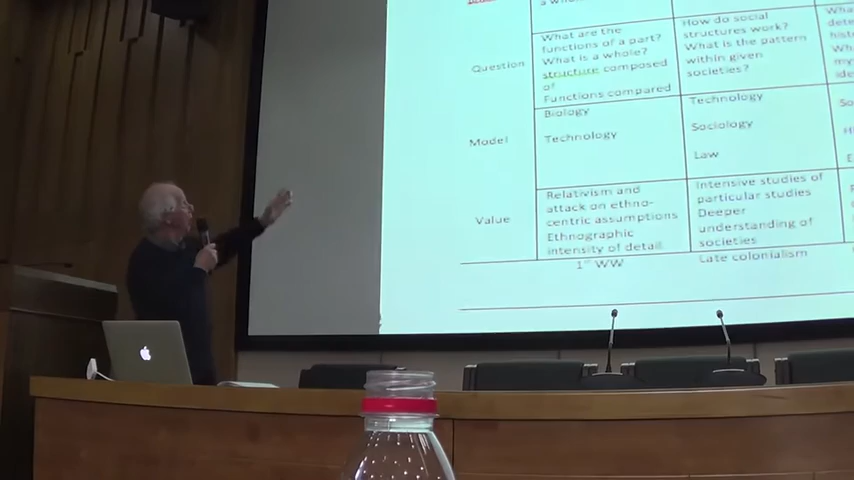 What are the
functions of a part?
What is a whole?
structure composed
of
Functions compared
How do social
structures work?
What is the pattern
within given
societies?
Question
Model
Biology
Technology
Technology
Sociology
Law
Value
Relativism and
attack on ethno-
centric assumptions
Ethnographic
intensity of detail
Intensive studies of
particular studies
Deeper
understanding of
societies
1st WW
Late colonialism